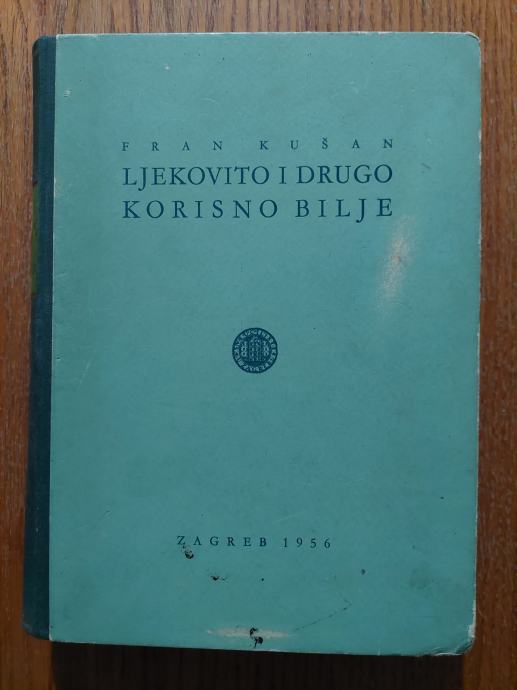 FRAN KUŠAN
LJEKOVITO I DRUGO
KORISNO BILJE
ZAGREB 1956